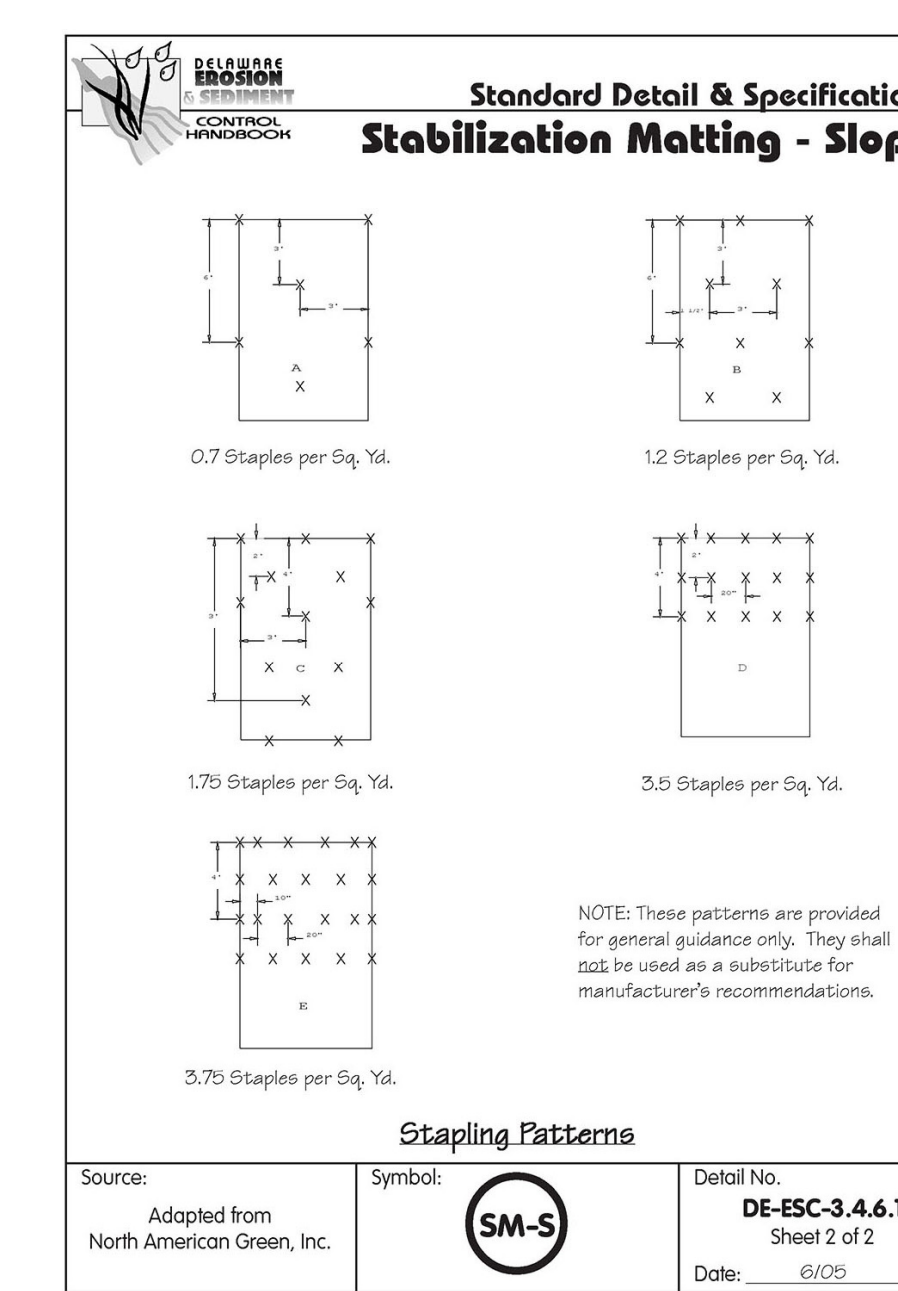 DELAWARE
EROSION
& SEDIMENT
CONTROL
HANDBOOK
Standard Detail & Specificatio
Stabilization Matting - Slop
3'
6'
3'
A
0.7 Staples per Sq. Yd.
3'
6'
1 1/2'
3'
B
1.2 Staples per Sq. Yd.
2'
4'
3'
3'
C
1.75 Staples per Sq. Yd.
2'
4'
20"
D
3.5 Staples per Sq. Yd.
4'
10"
20"
E
3.75 Staples per Sq. Yd.
NOTE: These patterns are provided
for general guidance only. They shall
not be used as a substitute for
manufacturer's recommendations.
Stapling Patterns
Source:
Adapted from
North American Green, Inc.
Symbol:
SM-S
Detail No.
DE-ESC-3.4.6.1
Sheet 2 of 2
Date: 6/05